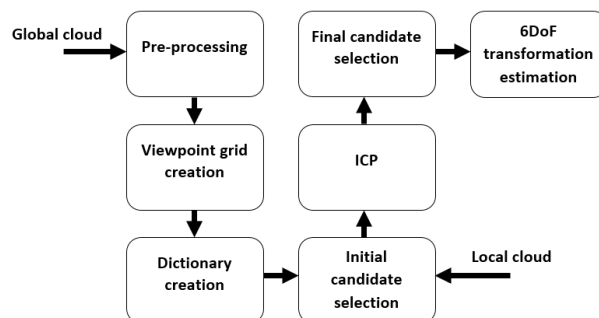 Global cloud
Pre-processing
Viewpoint grid
creation
Dictionary
creation
Initial
candidate
selection
Local cloud
ICP
Final candidate
selection
6DoF
transformation
estimation